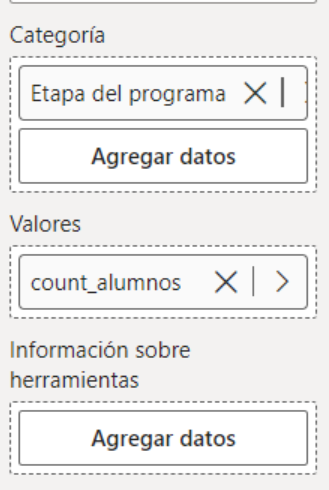 Categoría
Etapa del programa
Agregar datos
Valores
count_alumnos
Información sobre
herramientas
Agregar datos